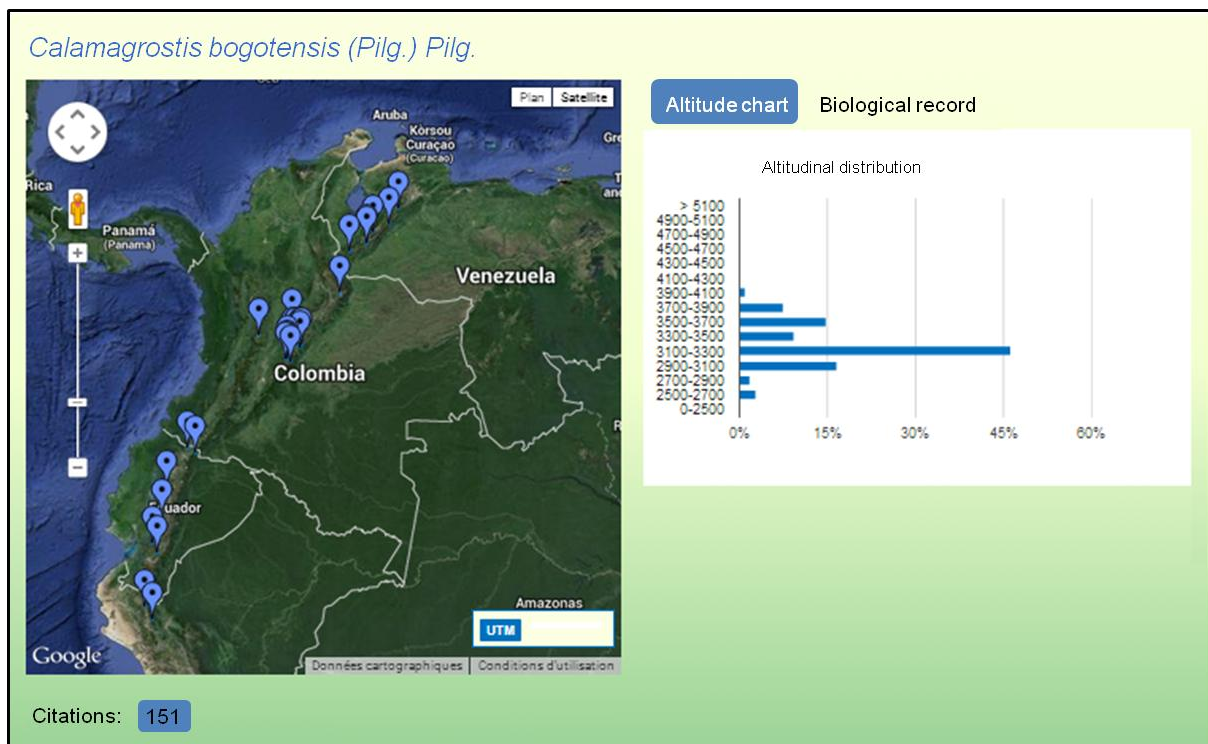 Calamagrostis bogotensis (Pilg.) Pilg.
Plan Satellite
Aruba
Kòrsou
Curaçao
(Curacao)
Gre
Rica
Panamá
(Panama)
Venezuela
Colombia
uador
Amazonas
UTM
Google
Données cartographiques Conditions d'utilisation
Citations: 151
Altitude chart Biological record
Altitudinal distribution
> 5100
4900-5100
4700-4900
4500-4700
4300-4500
4100-4300
3900-4100
3700-3900
3500-3700
3300-3500
3100-3300
2900-3100
2700-2900
2500-2700
0-2500
0% 15% 30% 45% 60%